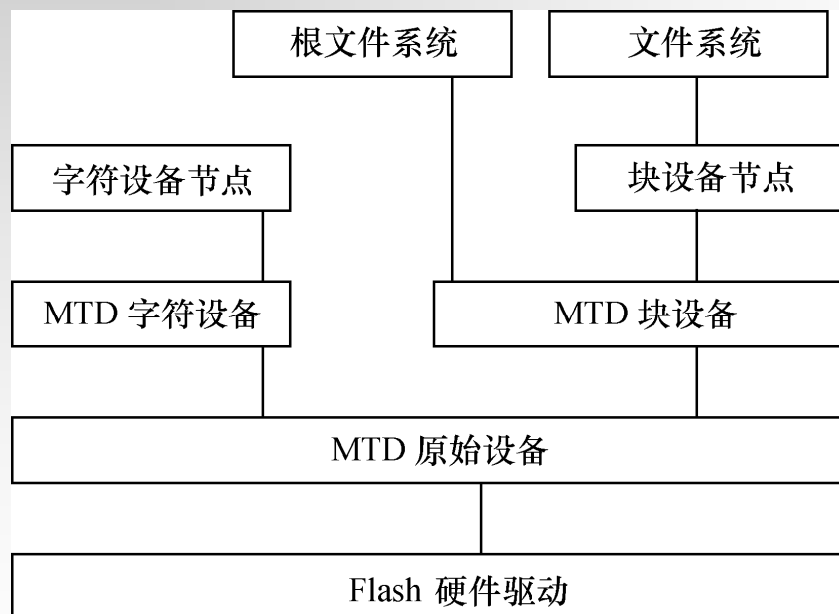 根文件系统
文件系统
字符设备节点
块设备节点
MTD 字符设备
MTD 块设备
MTD 原始设备
Flash 硬件驱动